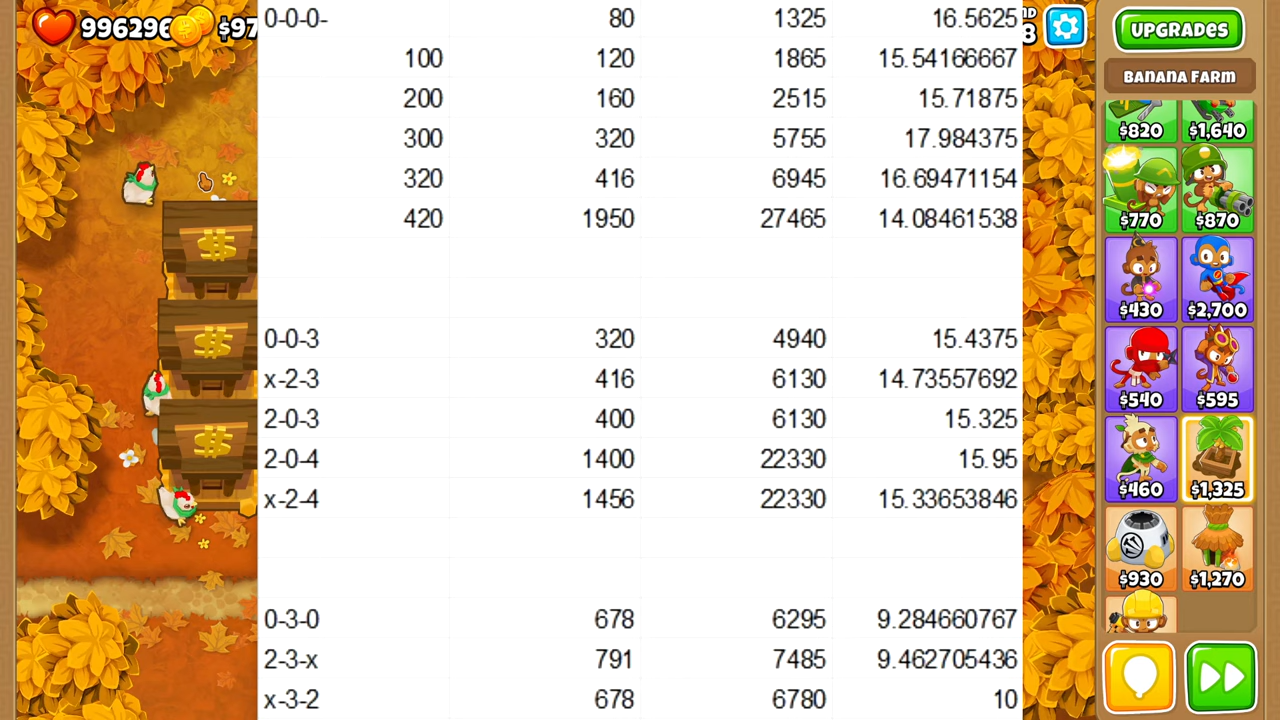 996296 $97
0-0-0- 80 1325 16.5625
100 120 1865 15.54166667
200 160 2515 15.71875
300 320 5755 17.984375
320 416 6945 16.69471154
420 1950 27465 14.08461538
0-0-3 320 4940 15.4375
x-2-3 416 6130 14.73557692
2-0-3 400 6130 15.325
2-0-4 1400 22330 15.95
x-2-4 1456 22330 15.33653846
0-3-0 678 6295 9.284660767
2-3-x 791 7485 9.462705436
x-3-2 678 6780 10
ND
8
UPGRADES
BANANA FARM
$820 $1,640
$770 $870
$430 $2,700
$540 $595
$460 $1,325
$930 $1,270